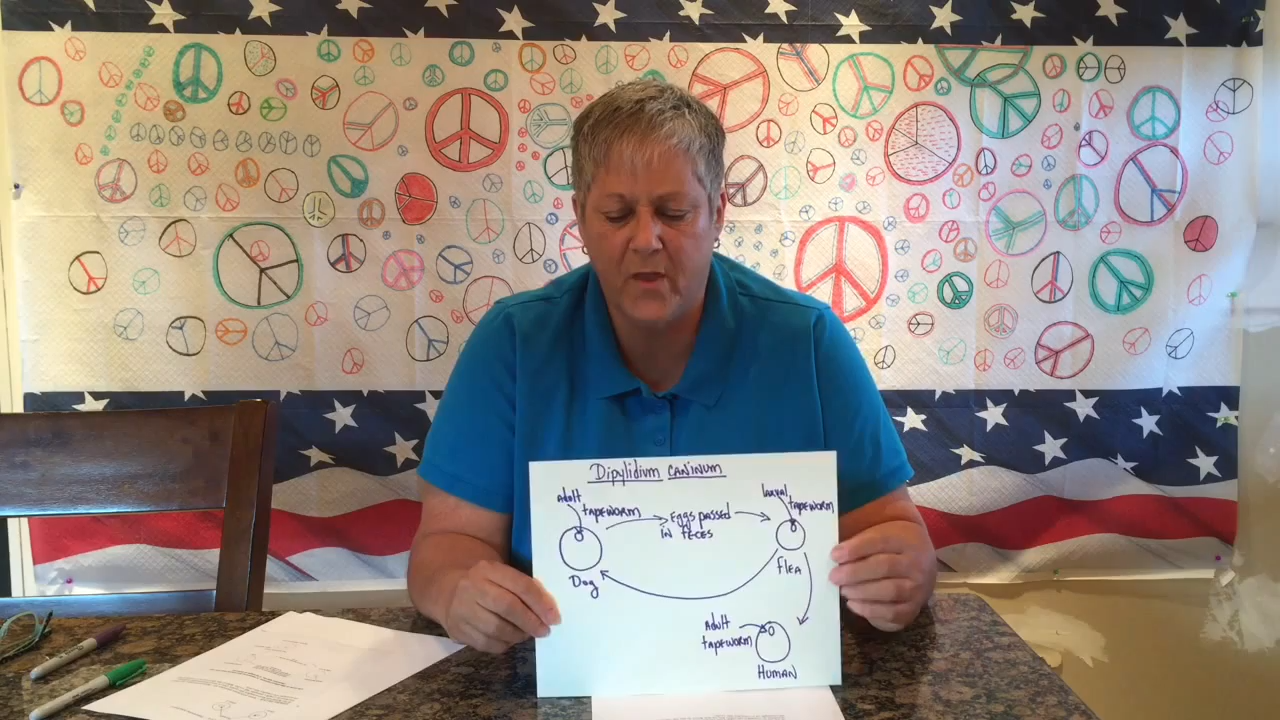 Dipylidium caninum
Adult
tapeworm
Eggs passed
in feces
larval
tapeworm
Dog
flea
Adult
tapeworm
Human